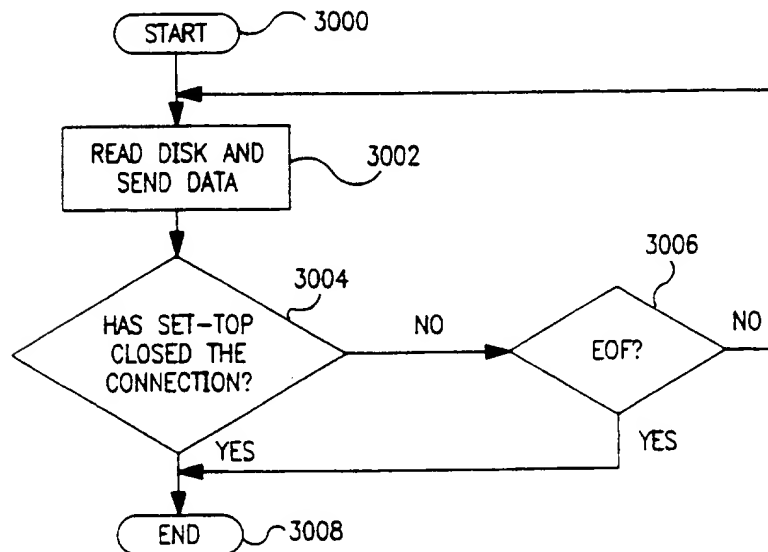 START
3000
READ DISK AND
SEND DATA
3002
3004
HAS SET-TOP
CLOSED THE
CONNECTION?
NO
3006
EOF?
NO
YES
YES
END
3008